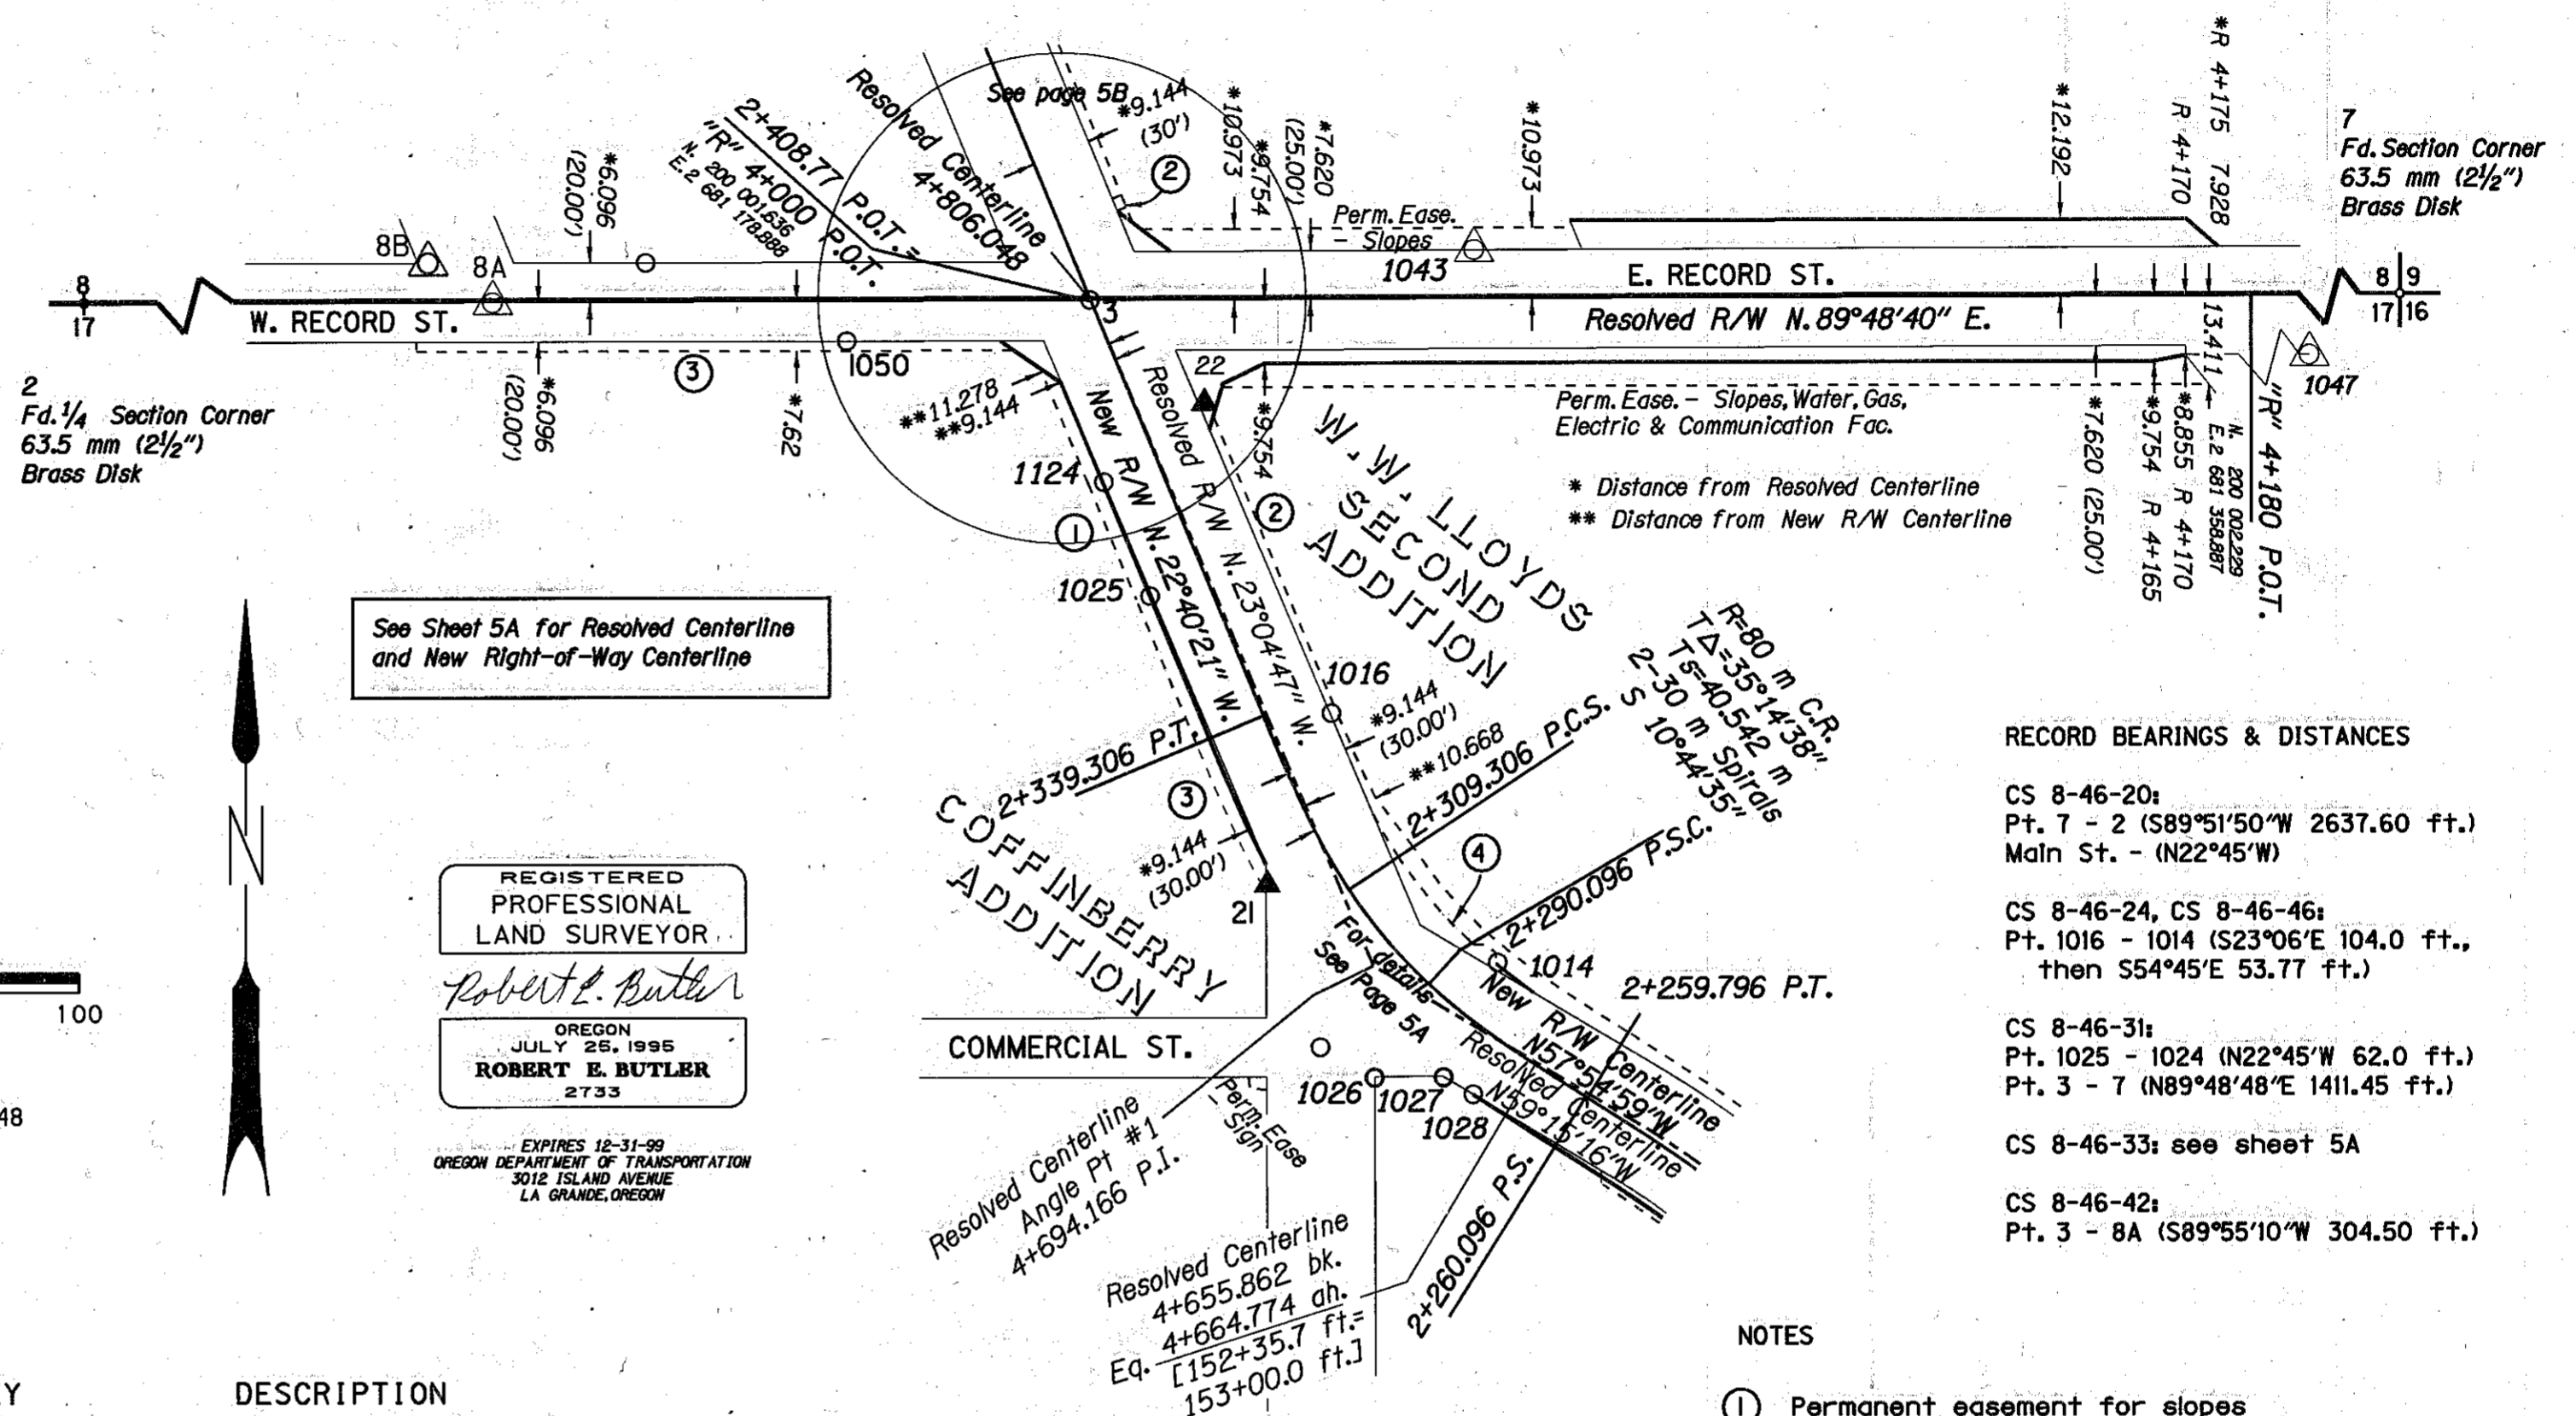 See page 5B
*9.144
(30')
②
Resolved Centerline
4+806.048
2+408.77 P.O.T. =
"R" 4+000 P.O.T.
N. 200 001.636
E. 2 681 178.888
*6.096
(20.00')
*10.973
*9.754
*7.620
(25.00')
*10.973
*12.192
R 4+170
*R 4+175 7.928
7
Fd. Section Corner
63.5 mm (2½")
Brass Disk
Perm. Ease.
- Slopes
1043
8B
8A
8
17
W. RECORD ST.
3
E. RECORD ST.
Resolved R/W N. 89°48'40" E.
8 9
17 16
1047
2
Fd. ¼ Section Corner
63.5 mm (2½")
Brass Disk
③
*6.096
(20.00')
*7.62
1050
**11.278
**9.144
22
*9.754
Perm. Ease. - Slopes, Water, Gas,
Electric & Communication Fac.
* Distance from Resolved Centerline
** Distance from New R/W Centerline
*7.620 (25.00')
*9.754 R 4+165
*8.855 R 4+170
13.411
N. 200 002.229
E. 2 681 358.887
"R" 4+180 P.O.T.
1124
①
1025
New R/W N. 22°40'21" W.
Resolved R/W N. 23°04'47" W.
②
W. W. LLOYDS
SECOND
ADDITION
See Sheet 5A for Resolved Centerline
and New Right-of-Way Centerline
N
1016
*9.144
(30.00')
**10.668
R=80 m C.R.
TΔ=35°14'38"
Ts=40.542 m
2-30 m Spirals
S 10°44'35"
2+339.306 P.T.
2+309.306 P.C.S.
2+290.096 P.S.C.
③
*9.144
(30.00')
④
COFFINBERRY
ADDITION
21
RECORD BEARINGS & DISTANCES
CS 8-46-20:
Pt. 7 - 2 (S89°51'50"W 2637.60 ft.)
Main St. - (N22°45'W)
CS 8-46-24, CS 8-46-46:
Pt. 1016 - 1014 (S23°06'E 104.0 ft.,
then S54°45'E 53.77 ft.)
CS 8-46-31:
Pt. 1025 - 1024 (N22°45'W 62.0 ft.)
Pt. 3 - 7 (N89°48'48"E 1411.45 ft.)
CS 8-46-33: see sheet 5A
CS 8-46-42:
Pt. 3 - 8A (S89°55'10"W 304.50 ft.)
REGISTERED
PROFESSIONAL
LAND SURVEYOR
Robert E. Butler
OREGON
JULY 25, 1995
ROBERT E. BUTLER
2733
EXPIRES 12-31-99
OREGON DEPARTMENT OF TRANSPORTATION
3012 ISLAND AVENUE
LA GRANDE, OREGON
100
48
COMMERCIAL ST.
For details
See Page 5A
1014
2+259.796 P.T.
New R/W Centerline
N57°54'59"W
Resolved Centerline
N59°15'16"W
1026
1027
1028
Perm. Ease
Sign
Resolved Centerline
Angle Pt #1
4+694.166 P.I.
Resolved Centerline
4+655.862 bk.
Eq. 4+664.774 ah.
[152+35.7 ft.=
153+00.0 ft.]
2+260.096 P.S.
NOTES
① Permanent easement for slopes
Y
DESCRIPTION